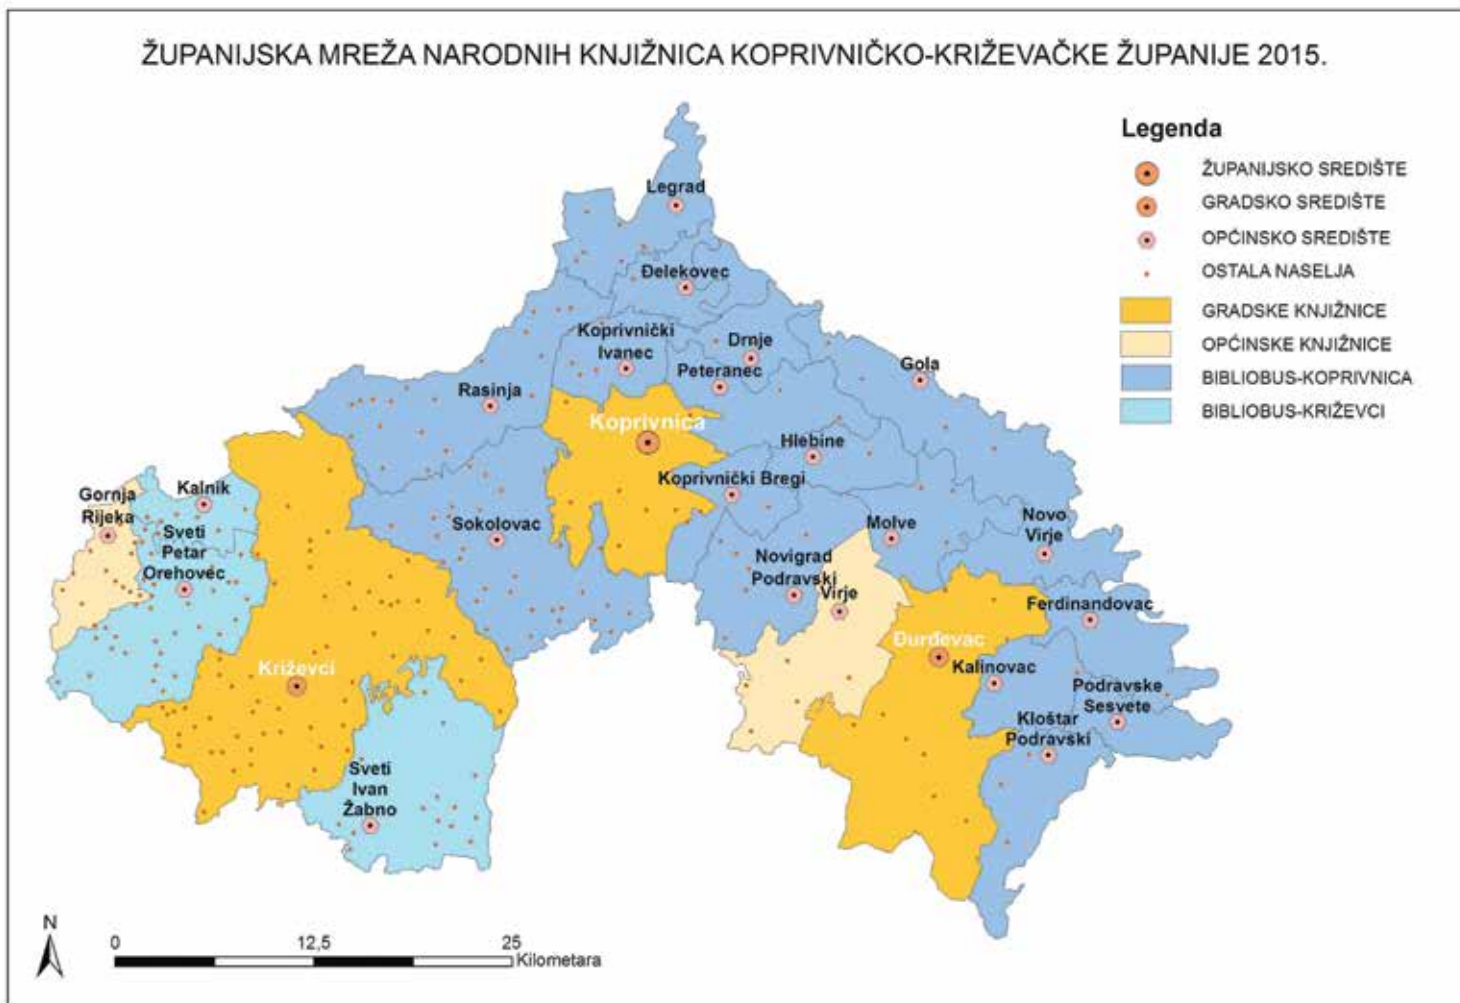 ŽUPANIJSKA MREŽA NARODNIH KNJIŽNICA KOPRIVNIČKO-KRIŽEVAČKE ŽUPANIJE 2015.
Legenda
ŽUPANIJSKO SREDIŠTE
GRADSKO SREDIŠTE
OPĆINSKO SREDIŠTE
OSTALA NASELJA
GRADSKE KNJIŽNICE
OPĆINSKE KNJIŽNICE
BIBLIOBUS-KOPRIVNICA
BIBLIOBUS-KRIŽEVCI
Legrad
Đelekovec
Koprivnički
Ivanec
Drnje
Peteranec
Gola
Rasinja
Koprivnica
Hlebine
Koprivnički Bregi
Gornja
Rijeka
Kalnik
Sveti
Petar
Orehovec
Sokolovac
Molve
Novo
Virje
Novigrad
Podravski
Virje
Ferdinandovac
Đurđevac
Kalinovac
Križevci
Podravske
Sesvete
Kloštar
Podravski
Sveti
Ivan
Žabno
N
0 12,5 25
Kilometara